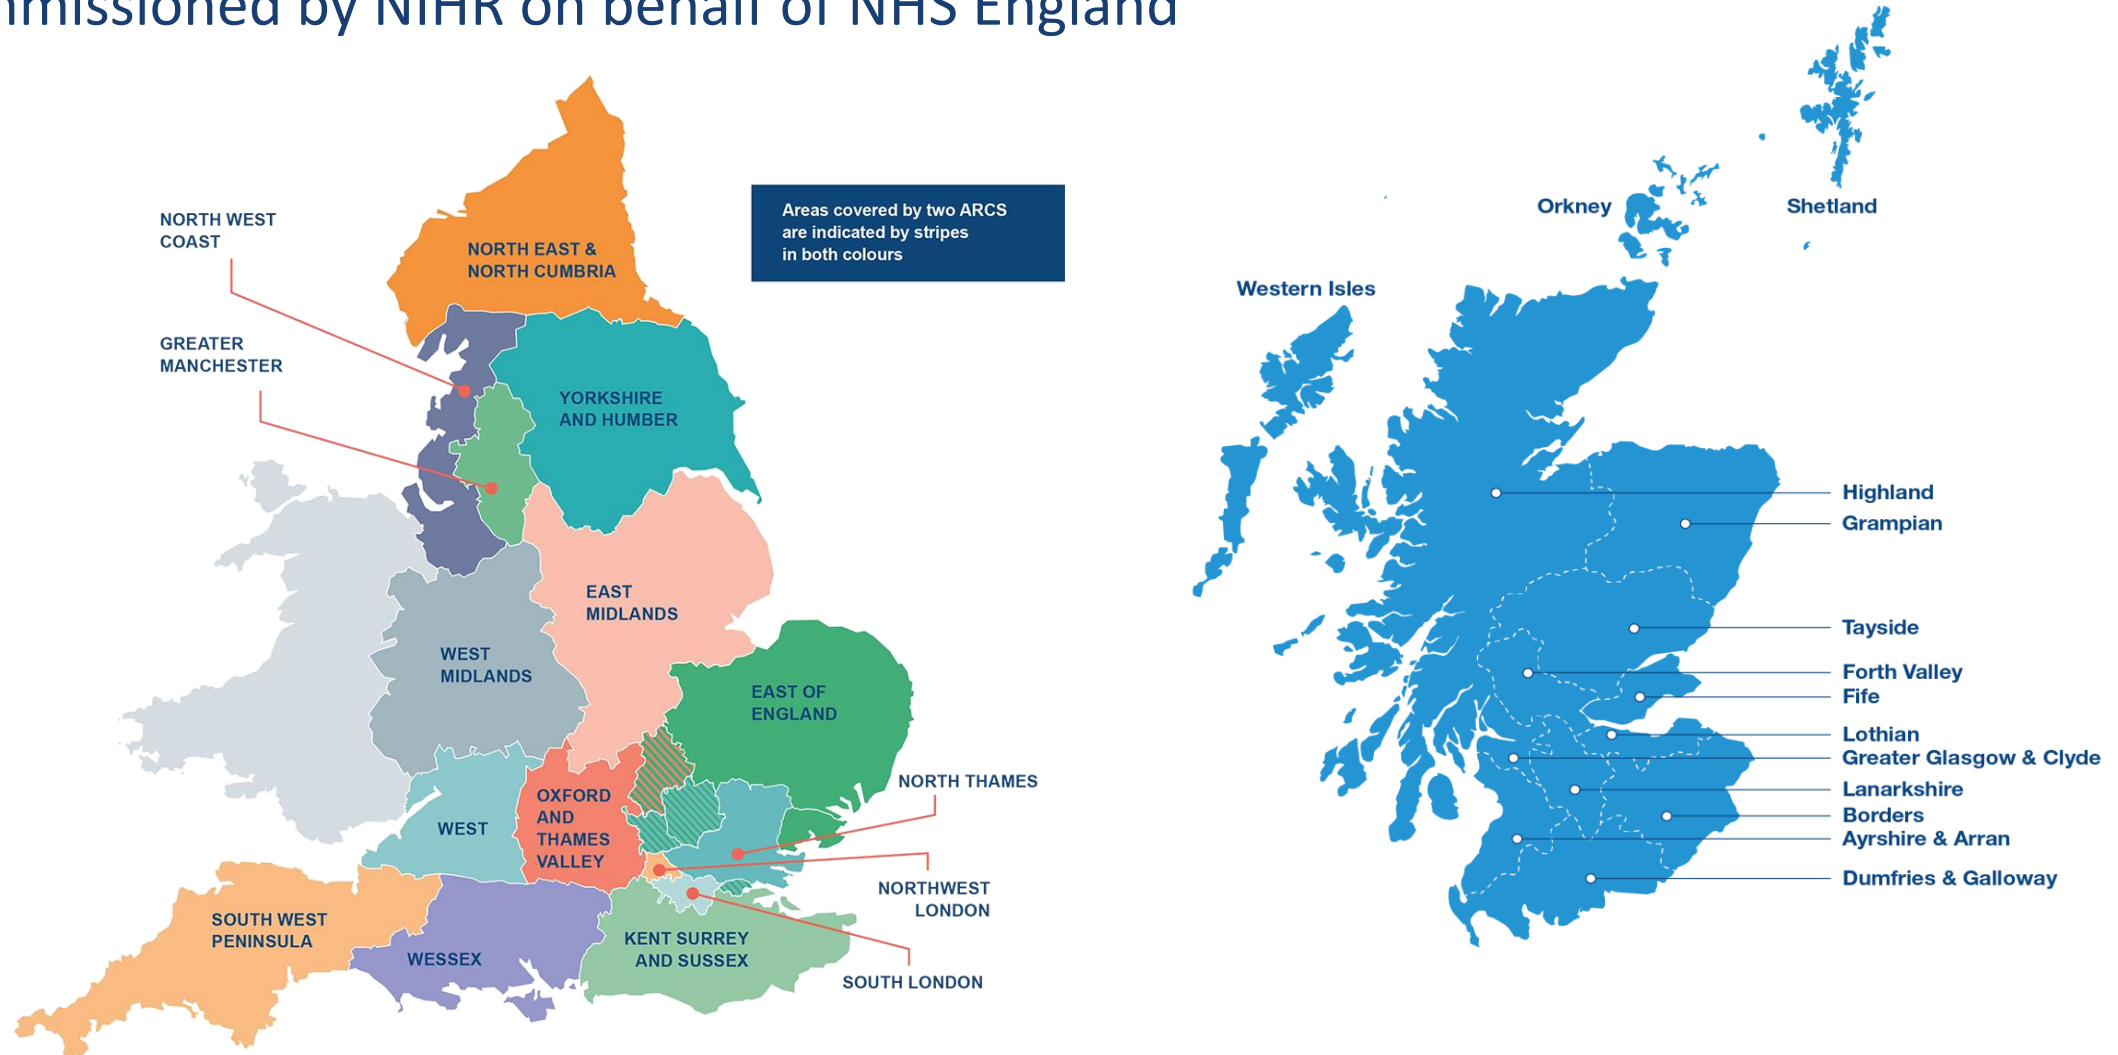 mmissioned by NIHR on behalf of NHS England
NORTH WEST
COAST
GREATER
MANCHESTER
NORTH EAST &
NORTH CUMBRIA
Areas covered by two ARCS
are indicated by stripes
in both colours
YORKSHIRE
AND HUMBER
EAST
MIDLANDS
WEST
MIDLANDS
EAST OF
ENGLAND
NORTH THAMES
OXFORD
AND
THAMES
VALLEY
WEST
NORTHWEST
LONDON
SOUTH WEST
PENINSULA
WESSEX
KENT SURREY
AND SUSSEX
SOUTH LONDON
Orkney
Shetland
Western Isles
Highland
Grampian
Tayside
Forth Valley
Fife
Lothian
Greater Glasgow & Clyde
Lanarkshire
Borders
Ayrshire & Arran
Dumfries & Galloway